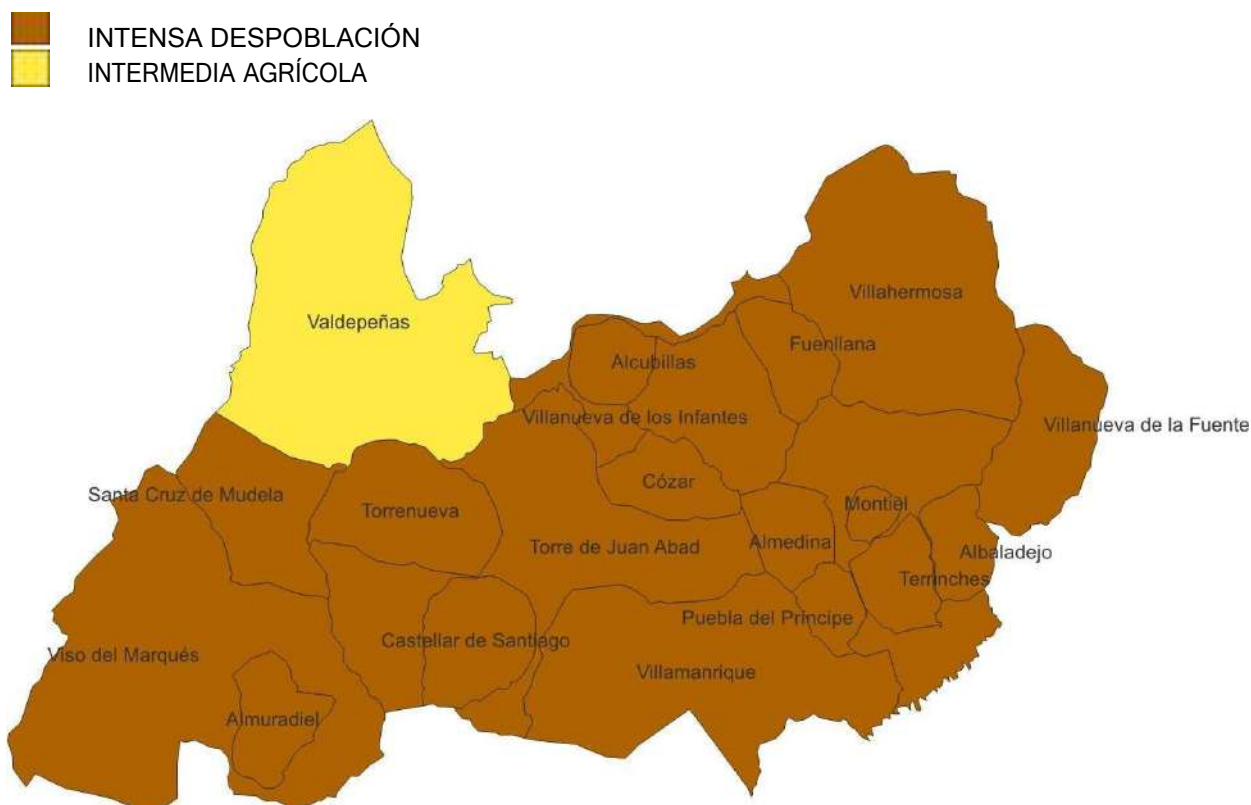 INTENSA DESPOBLACIÓN
INTERMEDIA AGRÍCOLA
Villahermosa
Valdepeñas
Fuenllana
Alcubillas
Villanueva de los Infantes
Villanueva de la Fuente
Cózar
Santa Cruz de Mudela
Montiel
Torrenueva
Almedina
Torre de Juan Abad
Albaladejo
Terrinches
Puebla del Príncipe
Castellar de Santiago
Viso del Marqués
Villamanrique
Almuradiel